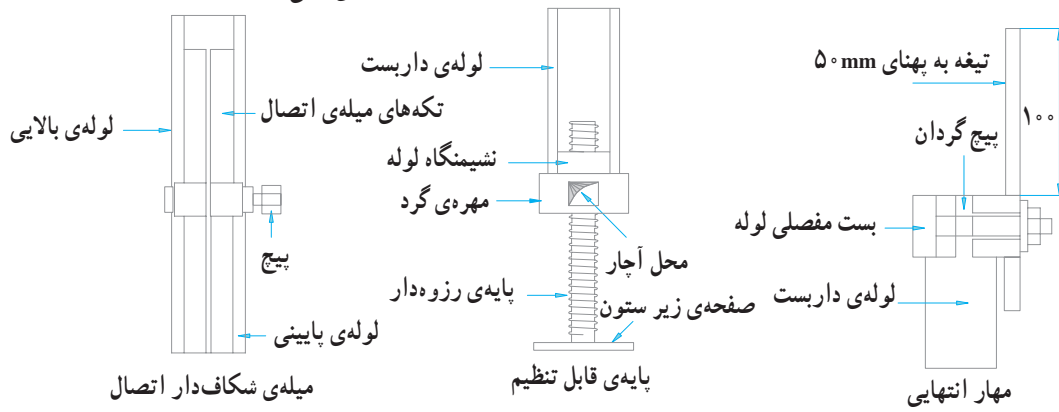 لوله‌ی بالایی
تکه‌های میله‌ی اتصال
پیچ
لوله‌ی پایینی
میله‌ی شکاف‌دار اتصال
لوله‌ی داربست
نشیمنگاه لوله
مهره‌ی گرد
محل آچار
پایه‌ی رزوه‌دار
صفحه‌ی زیر ستون
پایه‌ی قابل تنظیم
تیغه به پهنای ۵۰mm
۱۰۰
پیچ گردان
بست مفصلی لوله
لوله‌ی داربست
مهار انتهایی